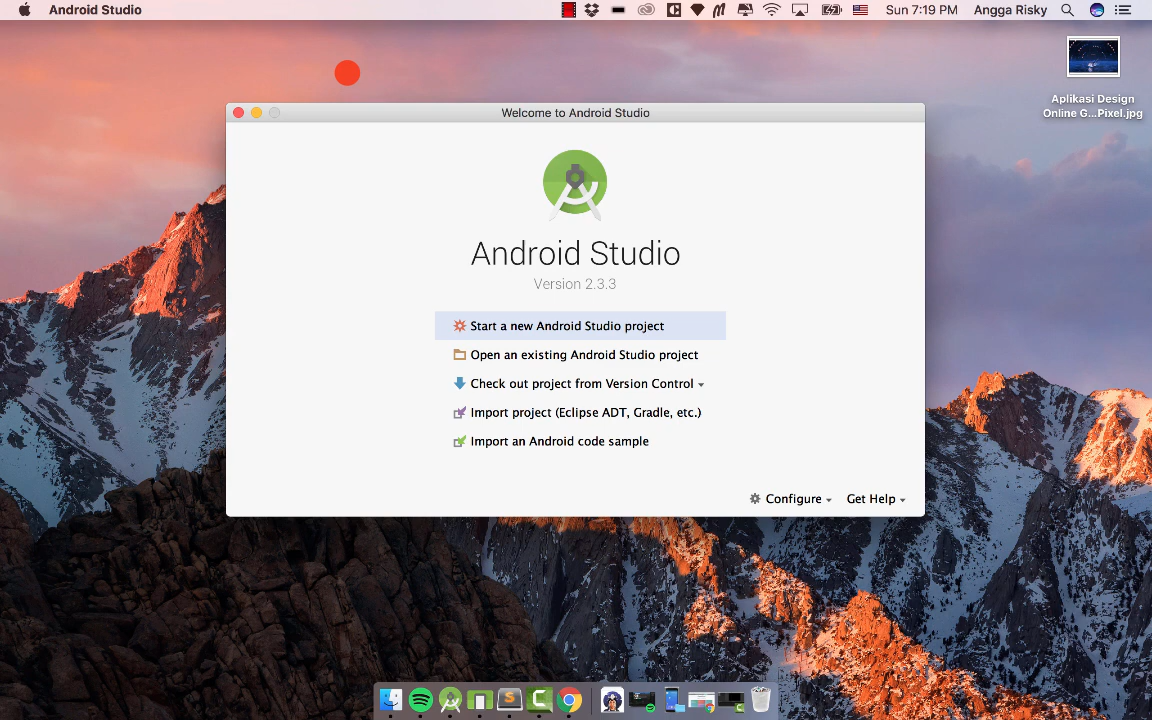 Android Studio
Sun 7:19 PM
Angga Risky
Aplikasi Design
Online G...Pixel.jpg
Welcome to Android Studio
Android Studio
Version 2.3.3
Start a new Android Studio project
Open an existing Android Studio project
Check out project from Version Control
Import project (Eclipse ADT, Gradle, etc.)
Import an Android code sample
Configure
Get Help